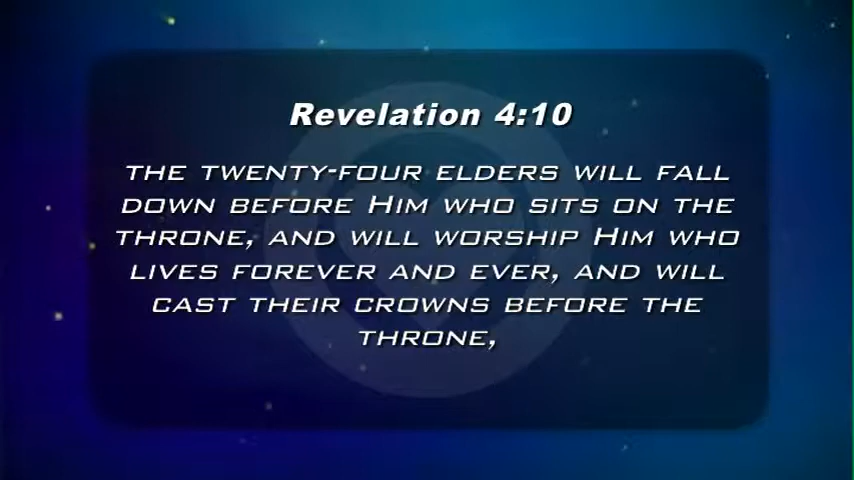 Revelation 4:10
THE TWENTY-FOUR ELDERS WILL FALL
DOWN BEFORE HIM WHO SITS ON THE
THRONE, AND WILL WORSHIP HIM WHO
LIVES FOREVER AND EVER, AND WILL
CAST THEIR CROWNS BEFORE THE
THRONE,